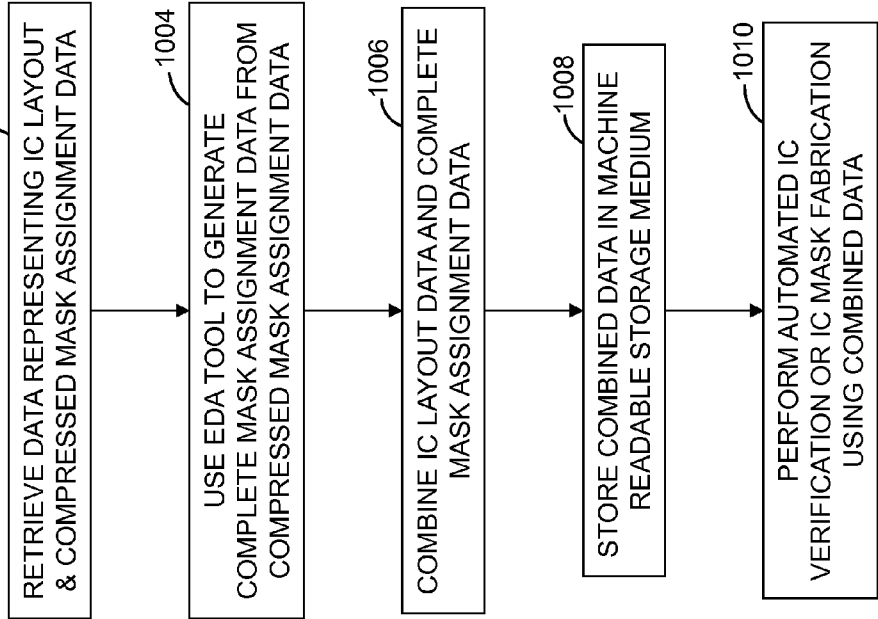 RETRIEVE DATA REPRESENTING IC LAYOUT
& COMPRESSED MASK ASSIGNMENT DATA
1004
USE EDA TOOL TO GENERATE
COMPLETE MASK ASSIGNMENT DATA FROM
COMPRESSED MASK ASSIGNMENT DATA
1006
COMBINE IC LAYOUT DATA AND COMPLETE
MASK ASSIGNMENT DATA
1008
STORE COMBINED DATA IN MACHINE
READABLE STORAGE MEDIUM
1010
PERFORM AUTOMATED IC
VERIFICATION OR IC MASK FABRICATION
USING COMBINED DATA